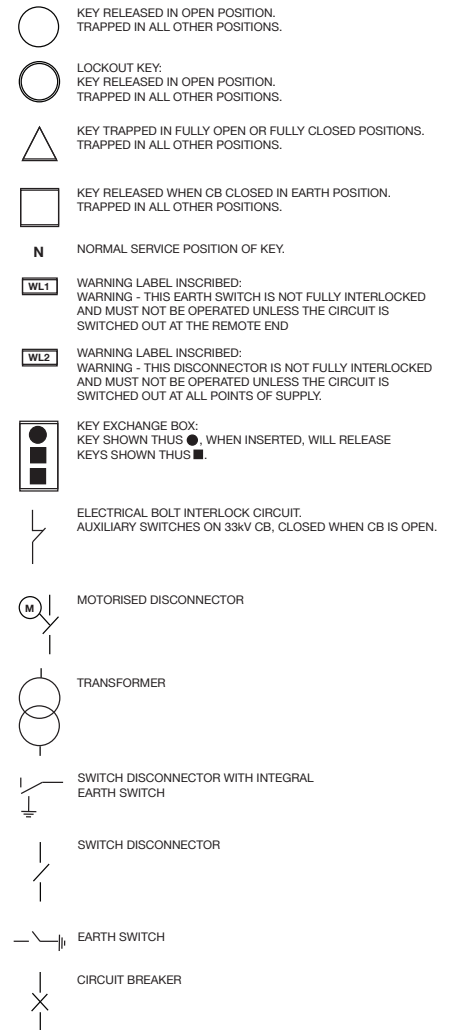 KEY RELEASED IN OPEN POSITION.
TRAPPED IN ALL OTHER POSITIONS.
LOCKOUT KEY:
KEY RELEASED IN OPEN POSITION.
TRAPPED IN ALL OTHER POSITIONS.
KEY TRAPPED IN FULLY OPEN OR FULLY CLOSED POSITIONS.
TRAPPED IN ALL OTHER POSITIONS.
KEY RELEASED WHEN CB CLOSED IN EARTH POSITION.
TRAPPED IN ALL OTHER POSITIONS.
N NORMAL SERVICE POSITION OF KEY.
WL1 WARNING LABEL INSCRIBED:
WARNING - THIS EARTH SWITCH IS NOT FULLY INTERLOCKED
AND MUST NOT BE OPERATED UNLESS THE CIRCUIT IS
SWITCHED OUT AT THE REMOTE END
WL2 WARNING LABEL INSCRIBED:
WARNING - THIS DISCONNECTOR IS NOT FULLY INTERLOCKED
AND MUST NOT BE OPERATED UNLESS THE CIRCUIT IS
SWITCHED OUT AT ALL POINTS OF SUPPLY.
KEY EXCHANGE BOX:
KEY SHOWN THUS ●, WHEN INSERTED, WILL RELEASE
KEYS SHOWN THUS ■.
ELECTRICAL BOLT INTERLOCK CIRCUIT.
AUXILIARY SWITCHES ON 33kV CB, CLOSED WHEN CB IS OPEN.
M MOTORISED DISCONNECTOR
TRANSFORMER
SWITCH DISCONNECTOR WITH INTEGRAL
EARTH SWITCH
SWITCH DISCONNECTOR
EARTH SWITCH
CIRCUIT BREAKER